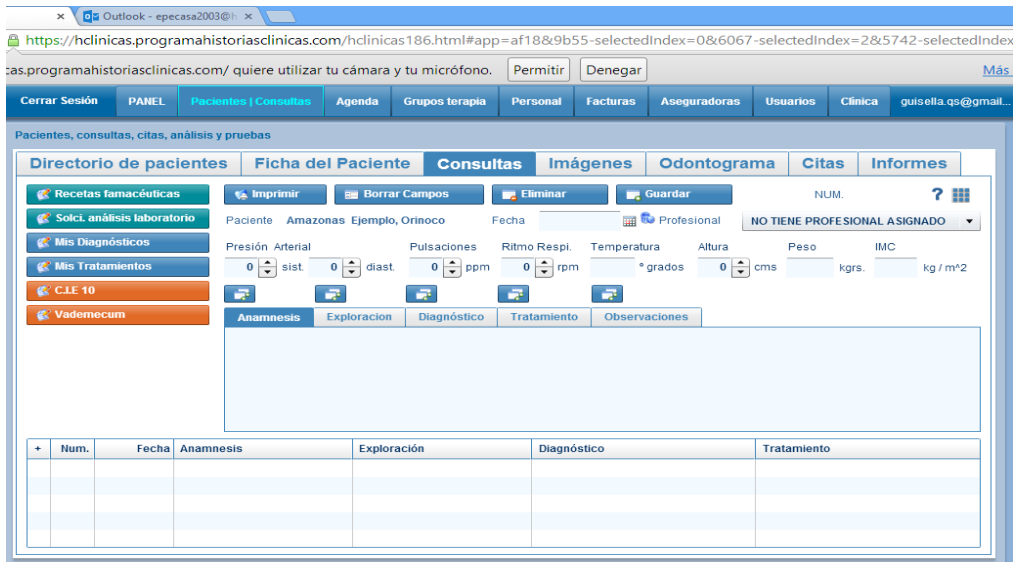 × Outlook - epecasa2003@h ×
https://hclinicas.programahistoriasclinicas.com/hclinicas186.html#app=af18&9b55-selectedIndex=0&6067-selectedIndex=2&5742-selectedIndex
cas.programahistoriasclinicas.com/ quiere utilizar tu cámara y tu micrófono. Permitir Denegar Más
Cerrar Sesión PANEL Pacientes | Consultas Agenda Grupos terapia Personal Facturas Aseguradoras Usuarios Clínica guisella.qs@gmail...
Pacientes, consultas, citas, análisis y pruebas
Directorio de pacientes Ficha del Paciente Consultas Imágenes Odontograma Citas Informes
Recetas famacéuticas Imprimir Borrar Campos Eliminar Guardar NUM. ?
Solci. análisis laboratorio Paciente Amazonas Ejemplo, Orinoco Fecha Profesional NO TIENE PROFESIONAL ASIGNADO
Mis Diagnósticos
Presión Arterial Pulsaciones Ritmo Respi. Temperatura Altura Peso IMC
Mis Tratamientos 0 sist. 0 diast. 0 ppm 0 rpm º grados 0 cms kgrs. kg / m^2
C.I.E 10
Vademecum Anamnesis Exploracion Diagnóstico Tratamiento Observaciones
+ Num. Fecha Anamnesis Exploración Diagnóstico Tratamiento